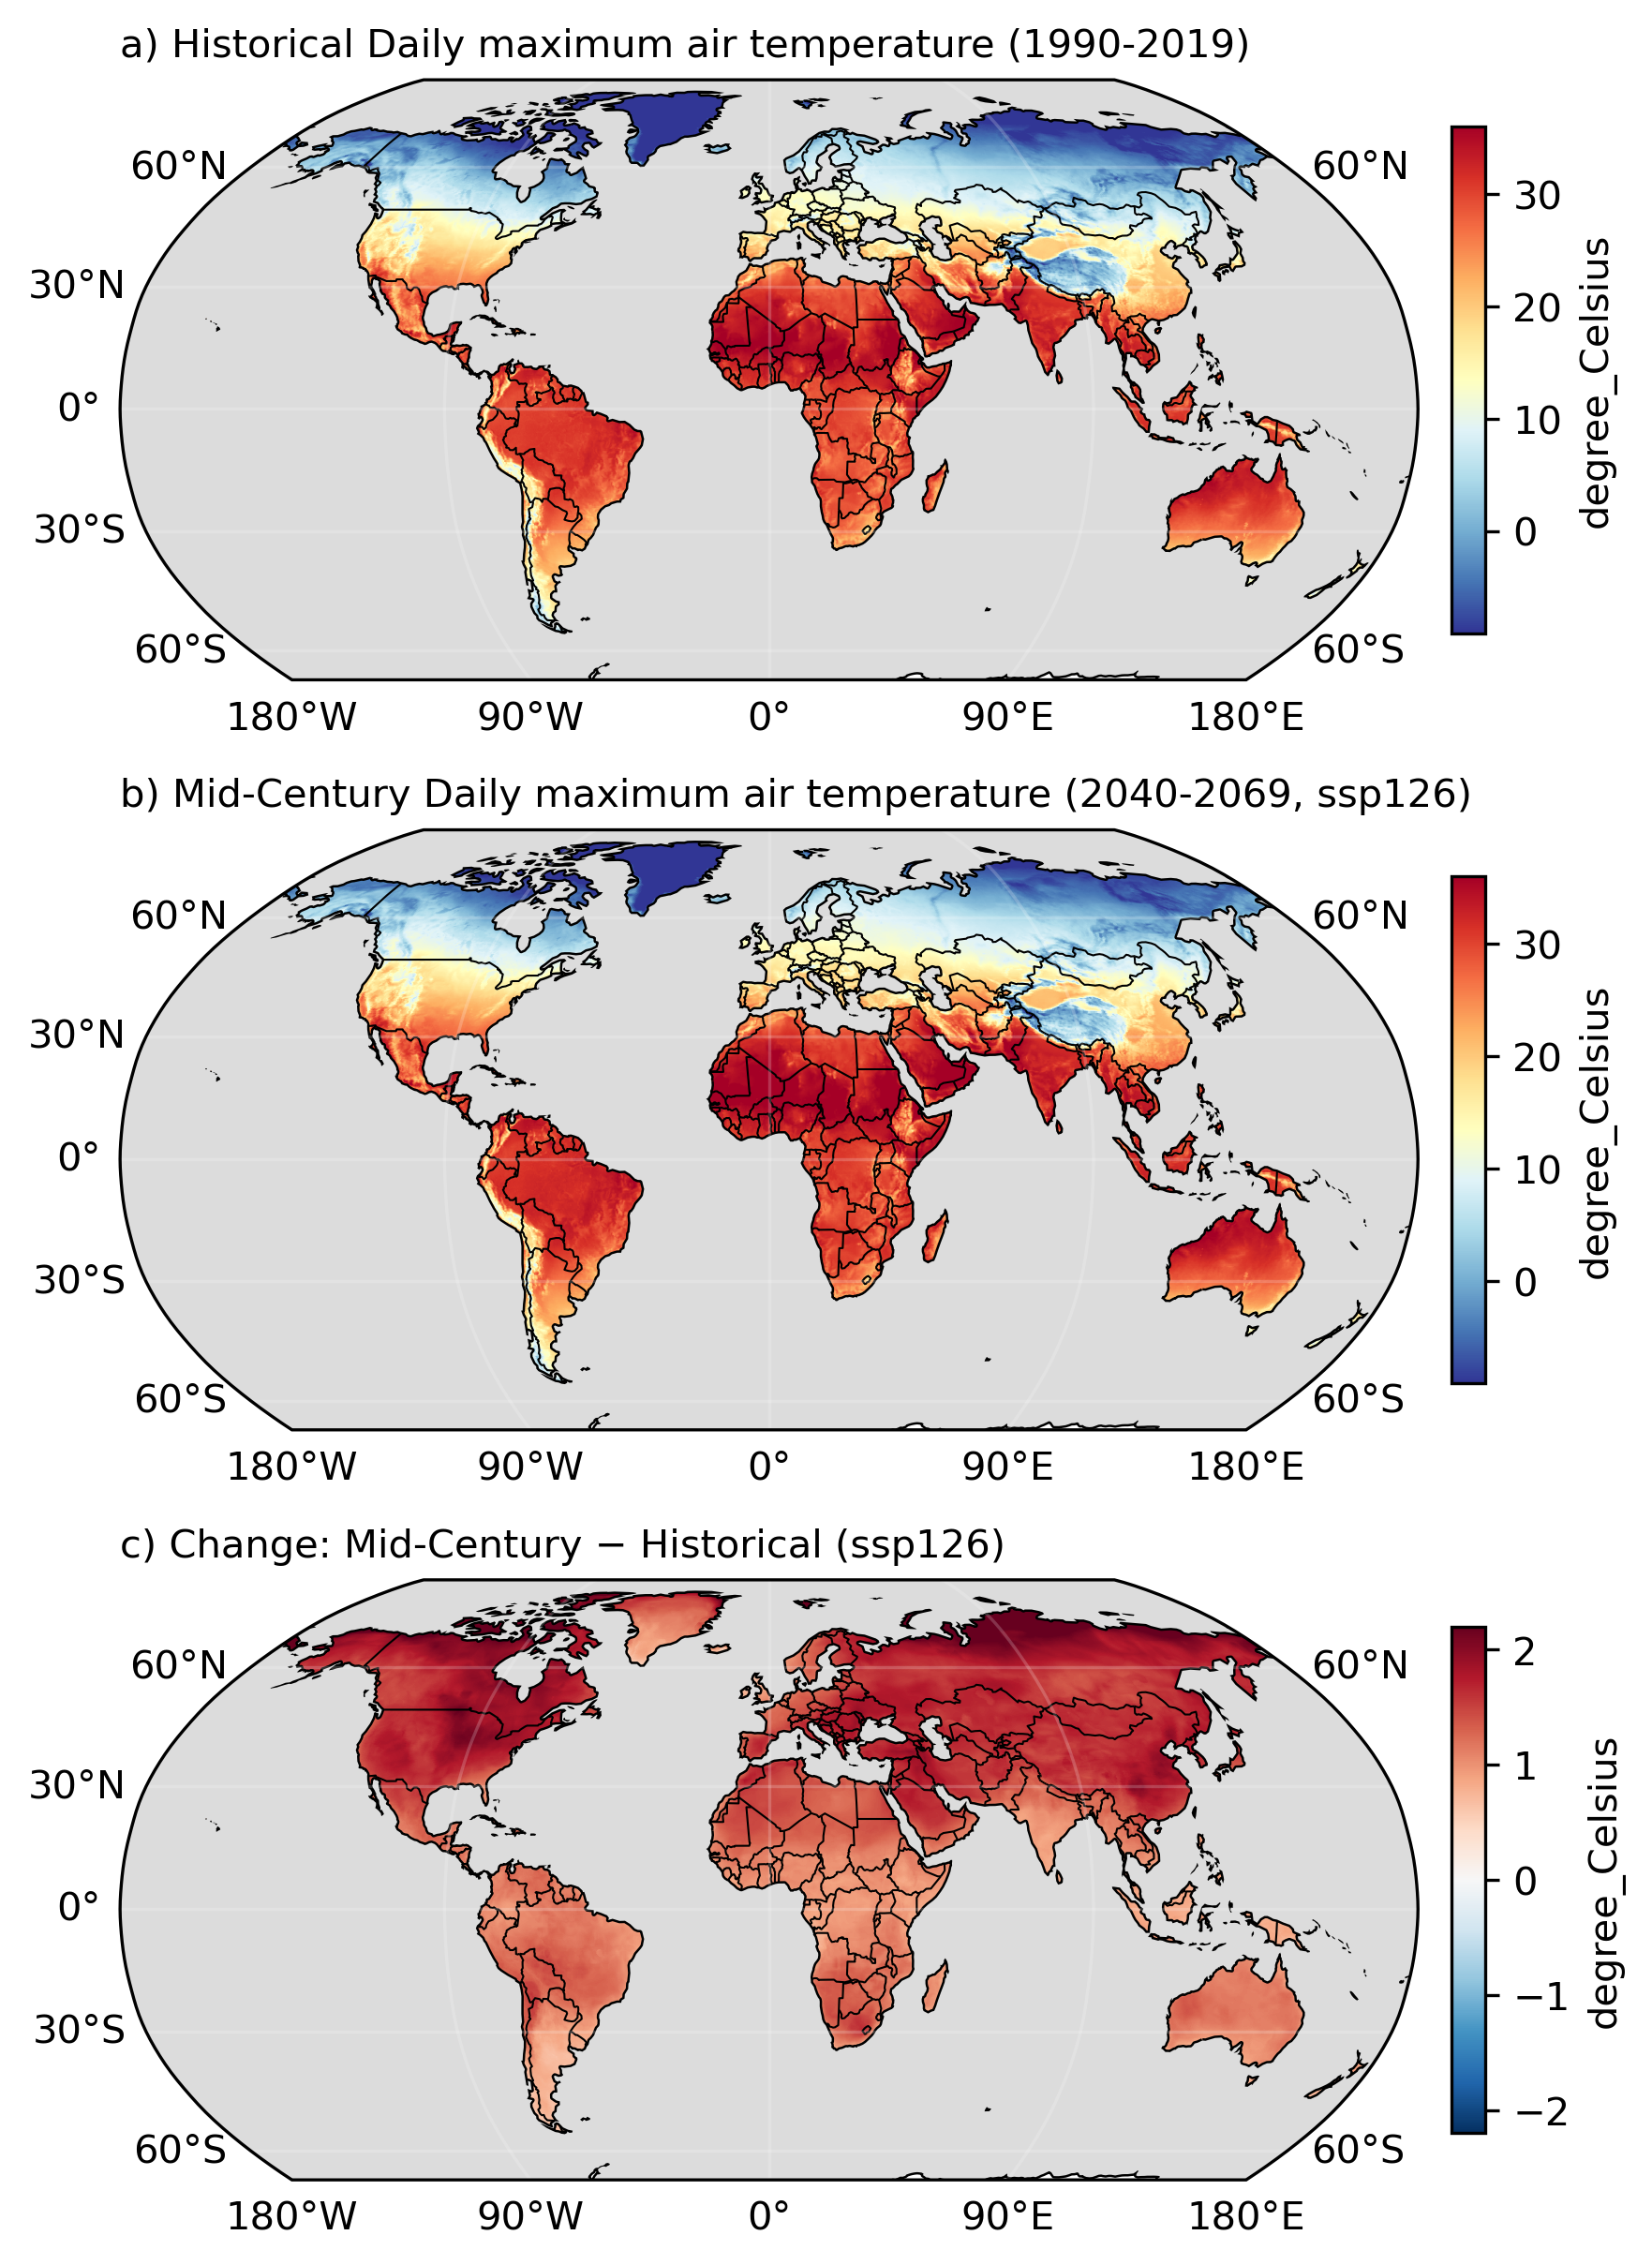 a) Historical Daily maximum air temperature (1990-2019)
60°N
60°N
30°N
0°
30°S
60°S
60°S
180°W
90°W
0°
90°E
180°E
30
20
10
0
degree_Celsius
b) Mid-Century Daily maximum air temperature (2040-2069, ssp126)
60°N
60°N
30°N
0°
30°S
60°S
60°S
180°W
90°W
0°
90°E
180°E
30
20
10
0
degree_Celsius
c) Change: Mid-Century − Historical (ssp126)
60°N
60°N
30°N
0°
30°S
60°S
60°S
180°W
90°W
0°
90°E
180°E
2
1
0
−1
−2
degree_Celsius